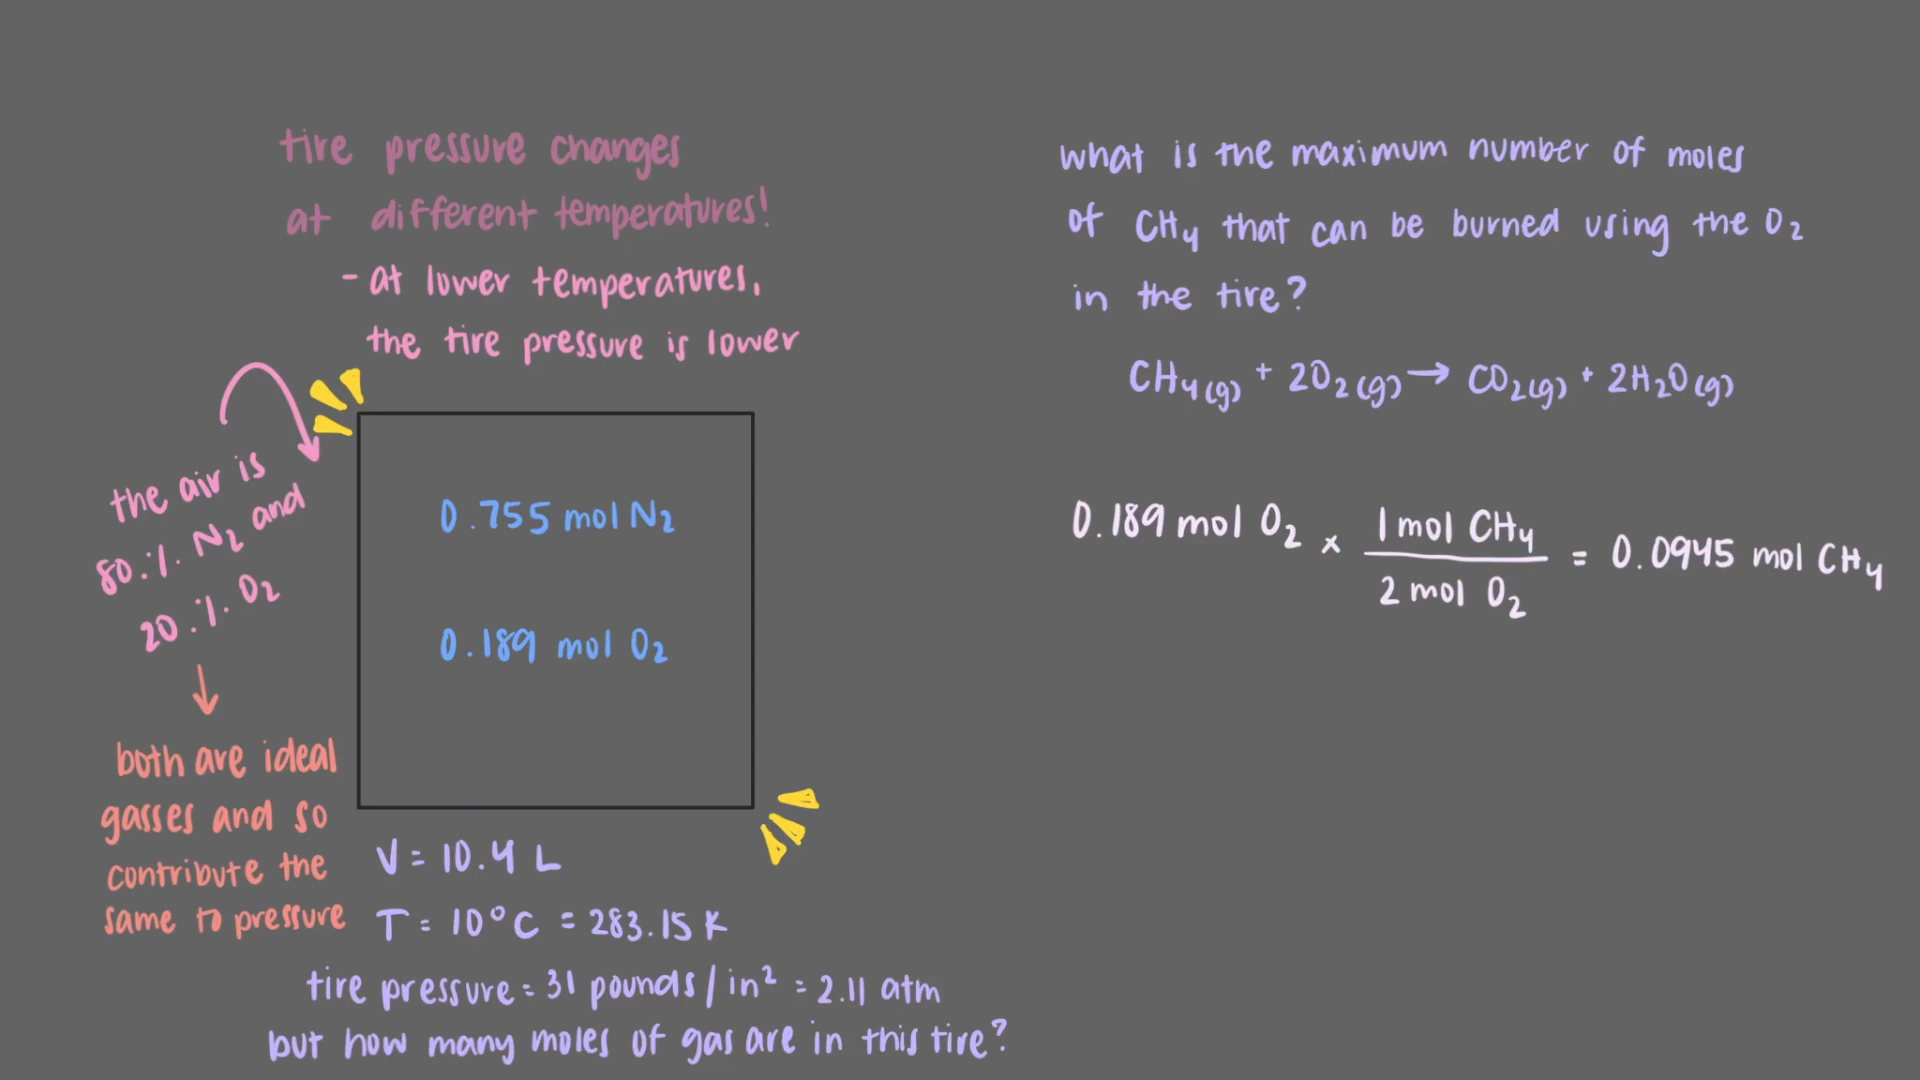 tire pressure changes
at different temperatures!
- at lower temperatures,
the tire pressure is lower
the air is
80% N₂ and
20% O₂
both are ideal
gasses and so
contribute the
same to pressure
0.755 mol N₂
0.189 mol O₂
V = 10.4 L
T = 10°C = 283.15 K
tire pressure = 31 pounds/in² = 2.11 atm
but how many moles of gas are in this tire?
what is the maximum number of moles
of CH₄ that can be burned using the O₂
in the tire?
CH₄(g) + 2O₂(g) → CO₂(g) + 2H₂O(g)
0.189 mol O₂ × 1 mol CH₄ / 2 mol O₂ = 0.0945 mol CH₄